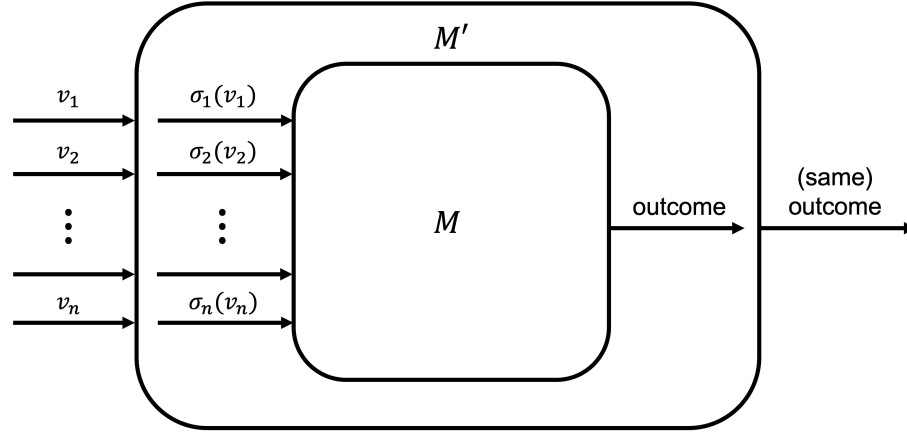 M′
v₁ σ₁(v₁)
v₂ σ₂(v₂)
⋮ ⋮
M
outcome
(same)
outcome
vₙ σₙ(vₙ)